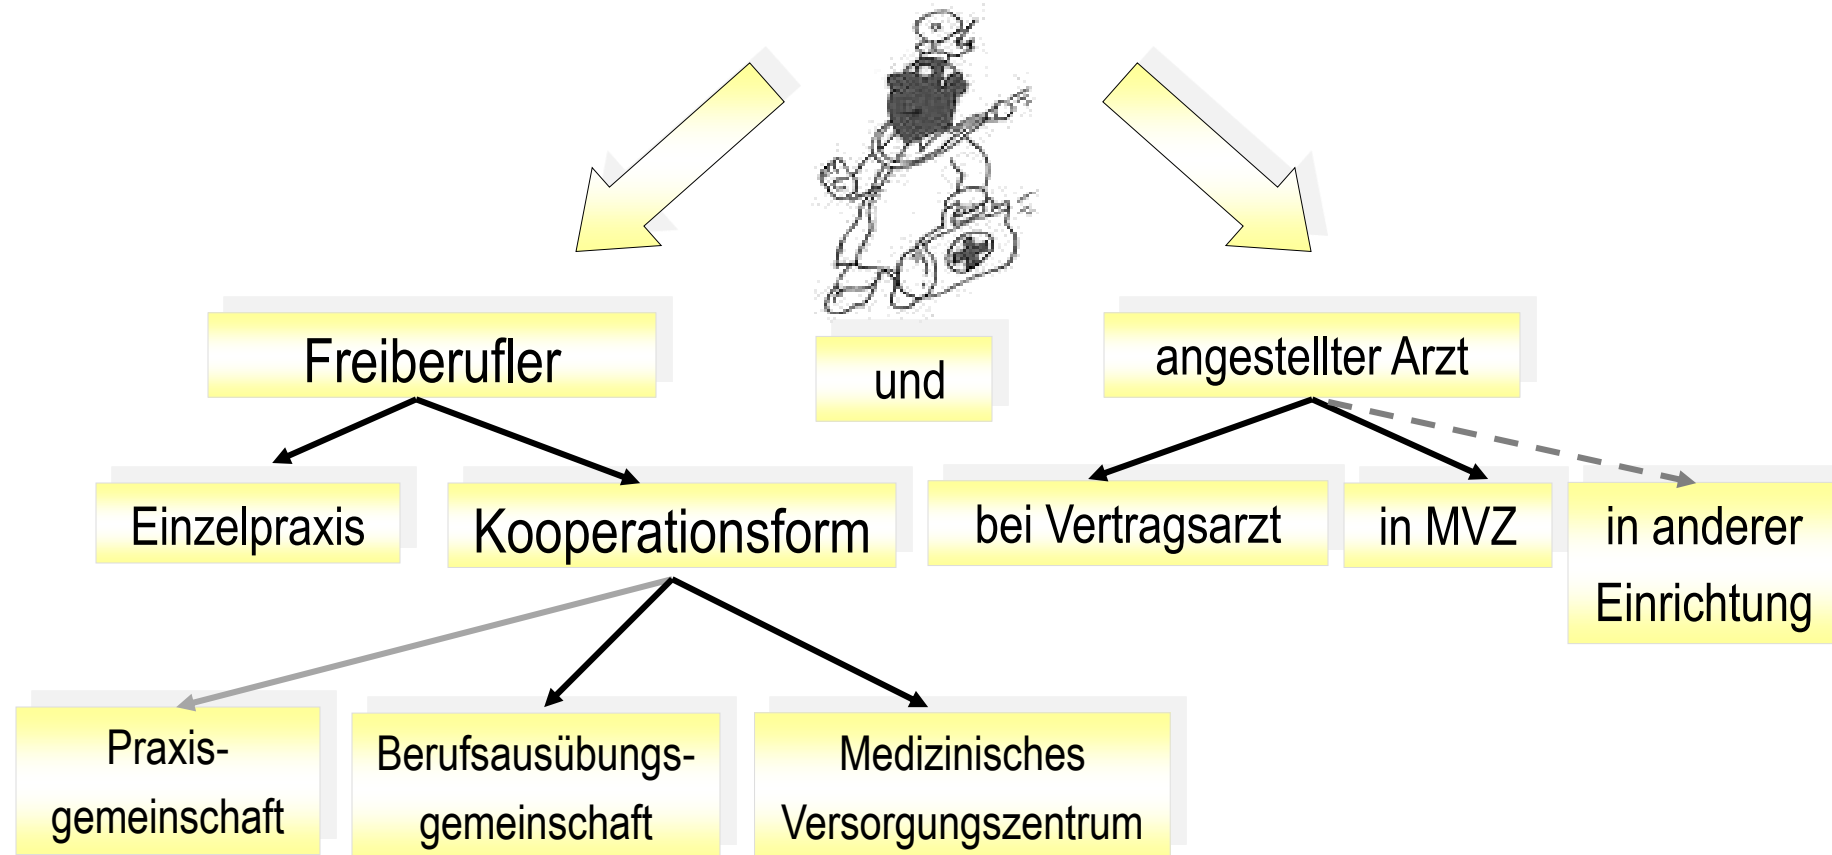 Freiberufler
und
angestellter Arzt
Einzelpraxis
Kooperationsform
bei Vertragsarzt
in MVZ
in anderer
Einrichtung
Praxis-
gemeinschaft
Berufsausübungs-
gemeinschaft
Medizinisches
Versorgungszentrum